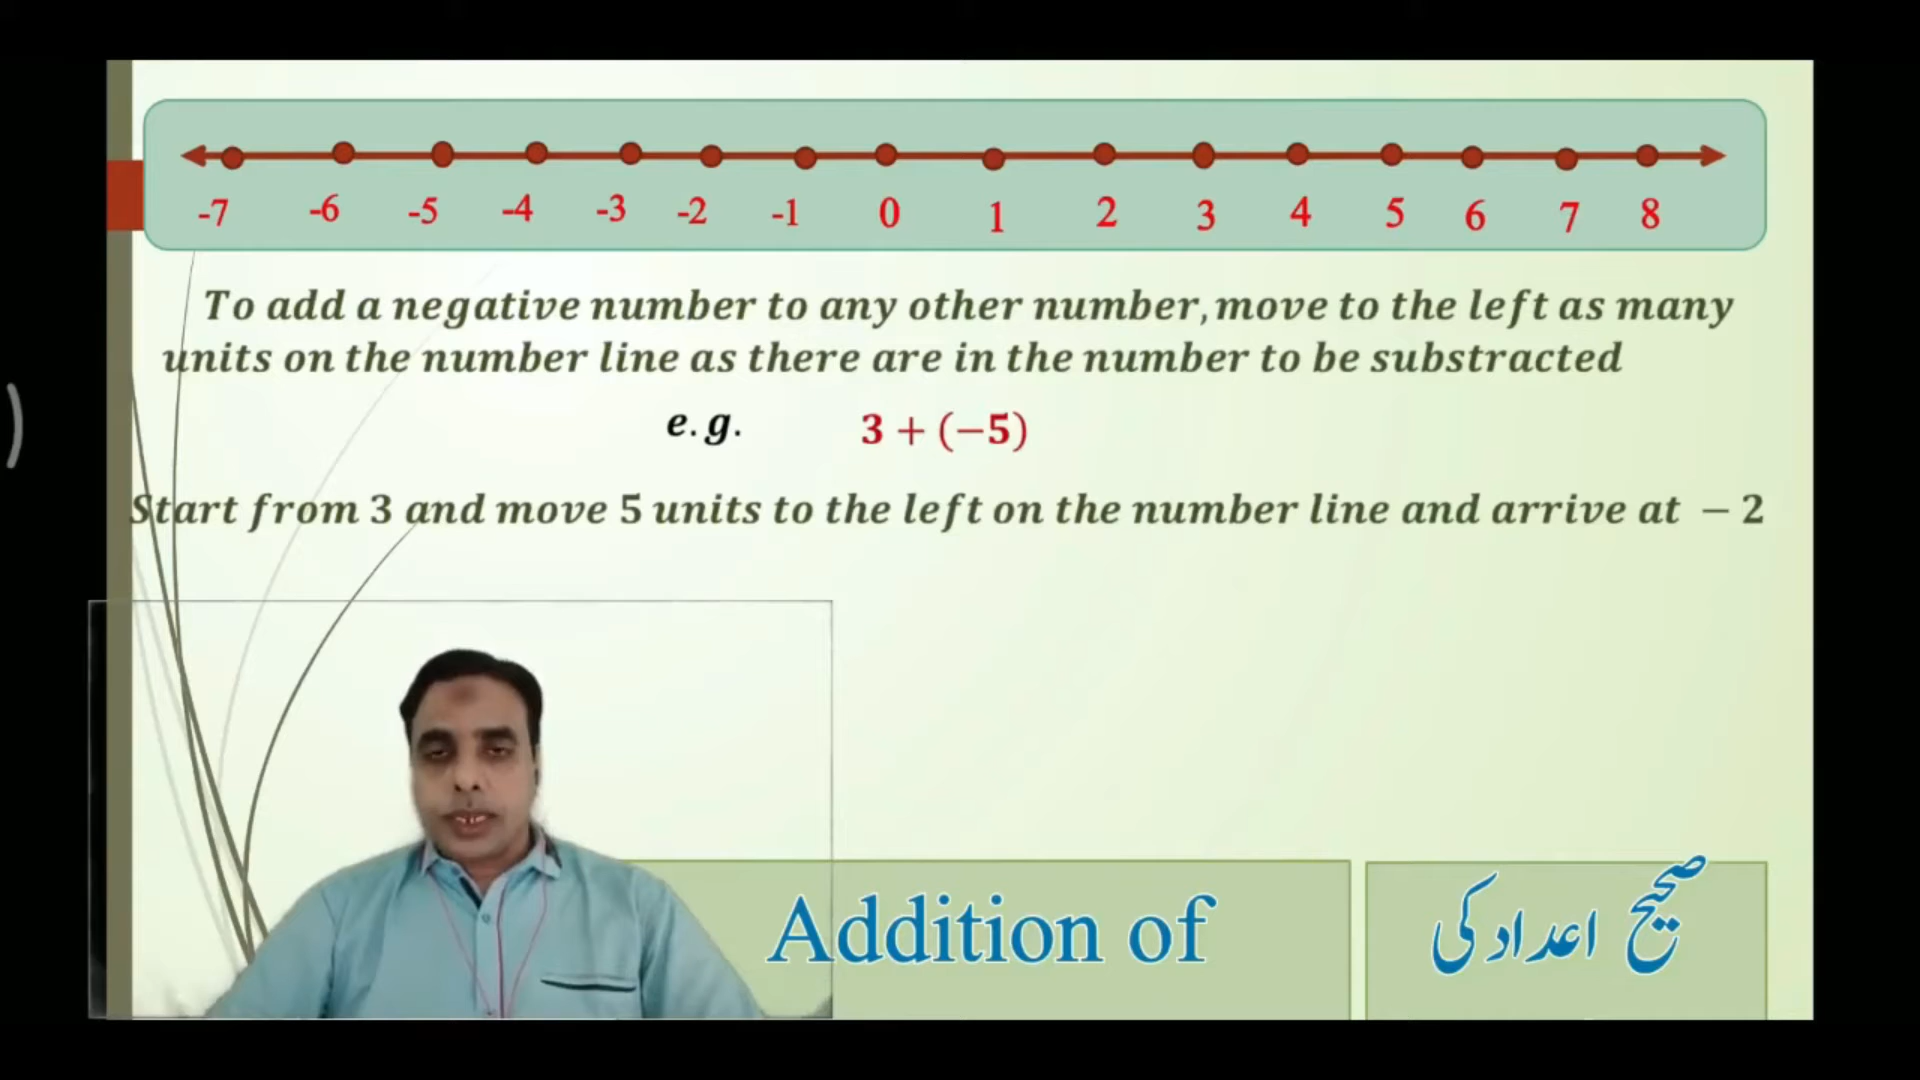 -7 -6 -5 -4 -3 -2 -1 0 1 2 3 4 5 6 7 8
To add a negative number to any other number, move to the left as many
units on the number line as there are in the number to be substracted
e.g. 3 + (−5)
Start from 3 and move 5 units to the left on the number line and arrive at − 2
Addition of
صحیح اعداد کی